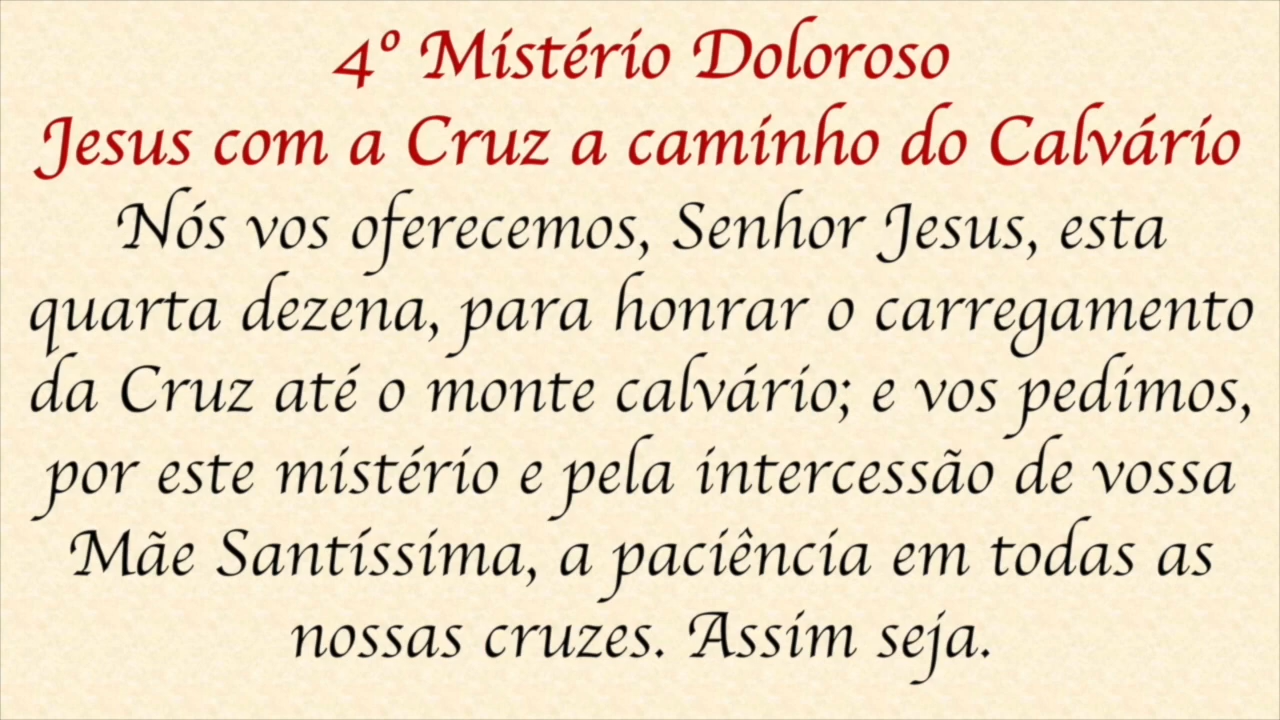 4º Mistério Doloroso
Jesus com a Cruz a caminho do Calvário
Nós vos oferecemos, Senhor Jesus, esta
quarta dezena, para honrar o carregamento
da Cruz até o monte calvário; e vos pedimos,
por este mistério e pela intercessão de vossa
Mãe Santíssima, a paciência em todas as
nossas cruzes. Assim seja.